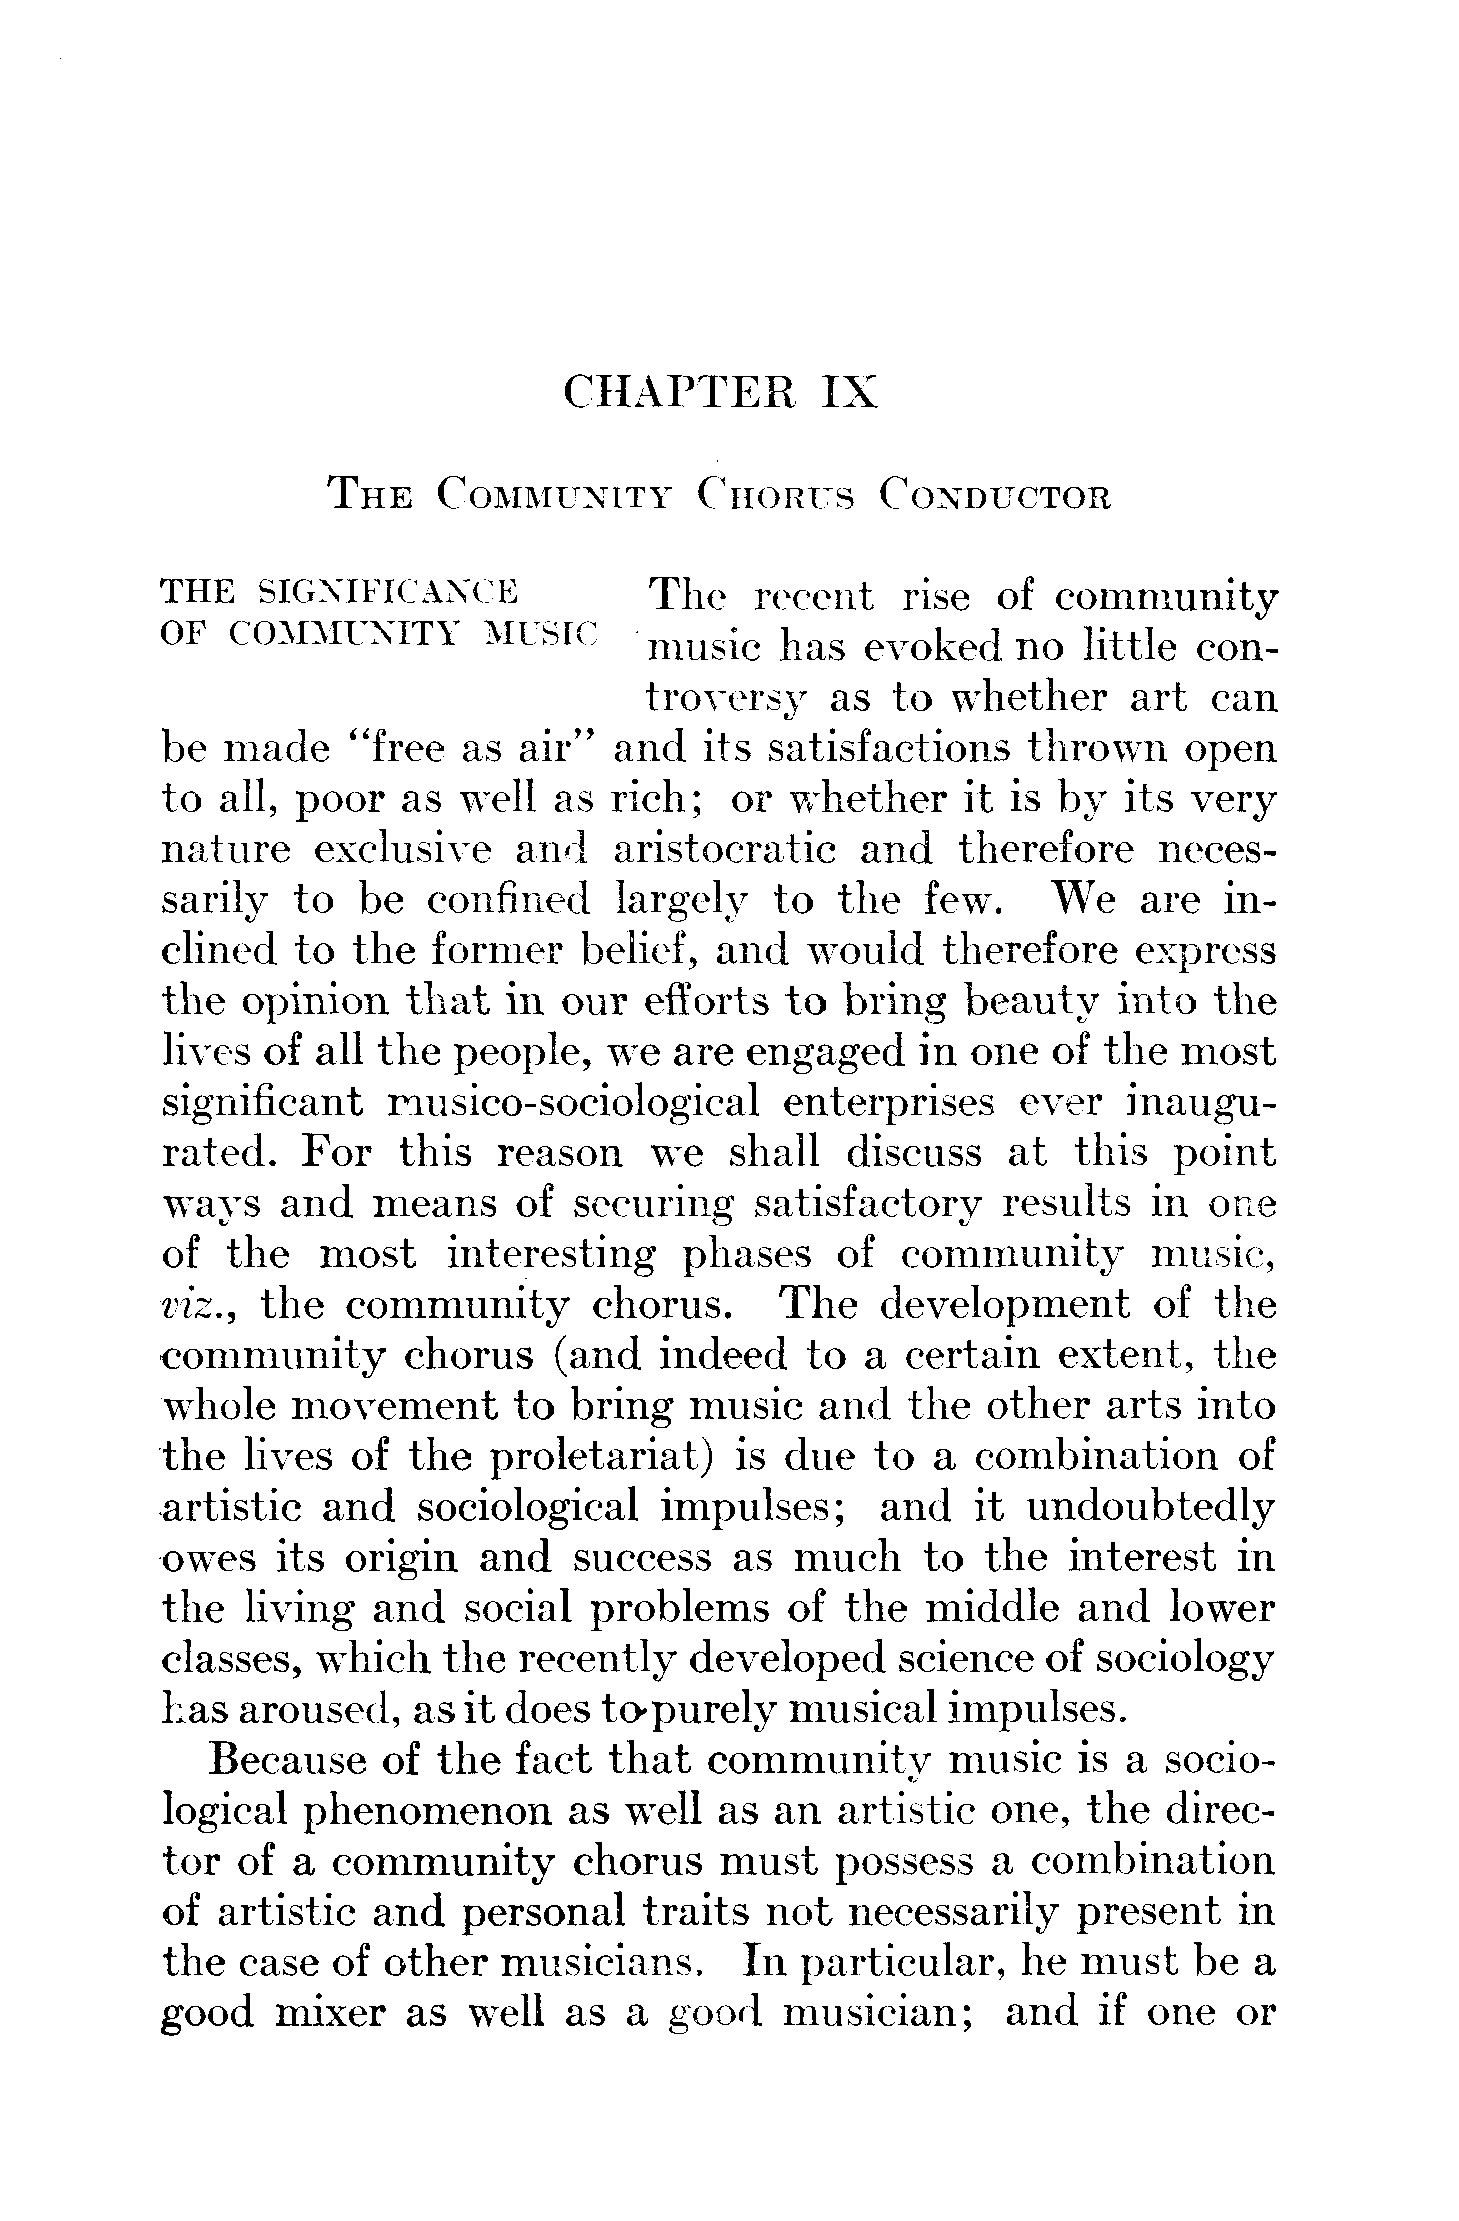 CHAPTER IX
The Community Chorus Conductor
THE SIGNIFICANCE
OF COMMUNITY MUSIC
The recent rise of community
music has evoked no little con-
troversy as to whether art can
be made "free as air" and its satisfactions thrown open
to all, poor as well as rich; or whether it is by its very
nature exclusive and aristocratic and therefore neces-
sarily to be confined largely to the few. We are in-
clined to the former belief, and would therefore express
the opinion that in our efforts to bring beauty into the
lives of all the people, we are engaged in one of the most
significant musico-sociological enterprises ever inaugu-
rated. For this reason we shall discuss at this point
ways and means of securing satisfactory results in one
of the most interesting phases of community music,
viz., the community chorus. The development of the
community chorus (and indeed to a certain extent, the
whole movement to bring music and the other arts into
the lives of the proletariat) is due to a combination of
artistic and sociological impulses; and it undoubtedly
owes its origin and success as much to the interest in
the living and social problems of the middle and lower
classes, which the recently developed science of sociology
has aroused, as it does to purely musical impulses.
Because of the fact that community music is a socio-
logical phenomenon as well as an artistic one, the direc-
tor of a community chorus must possess a combination
of artistic and personal traits not necessarily present in
the case of other musicians. In particular, he must be a
good mixer as well as a good musician; and if one or